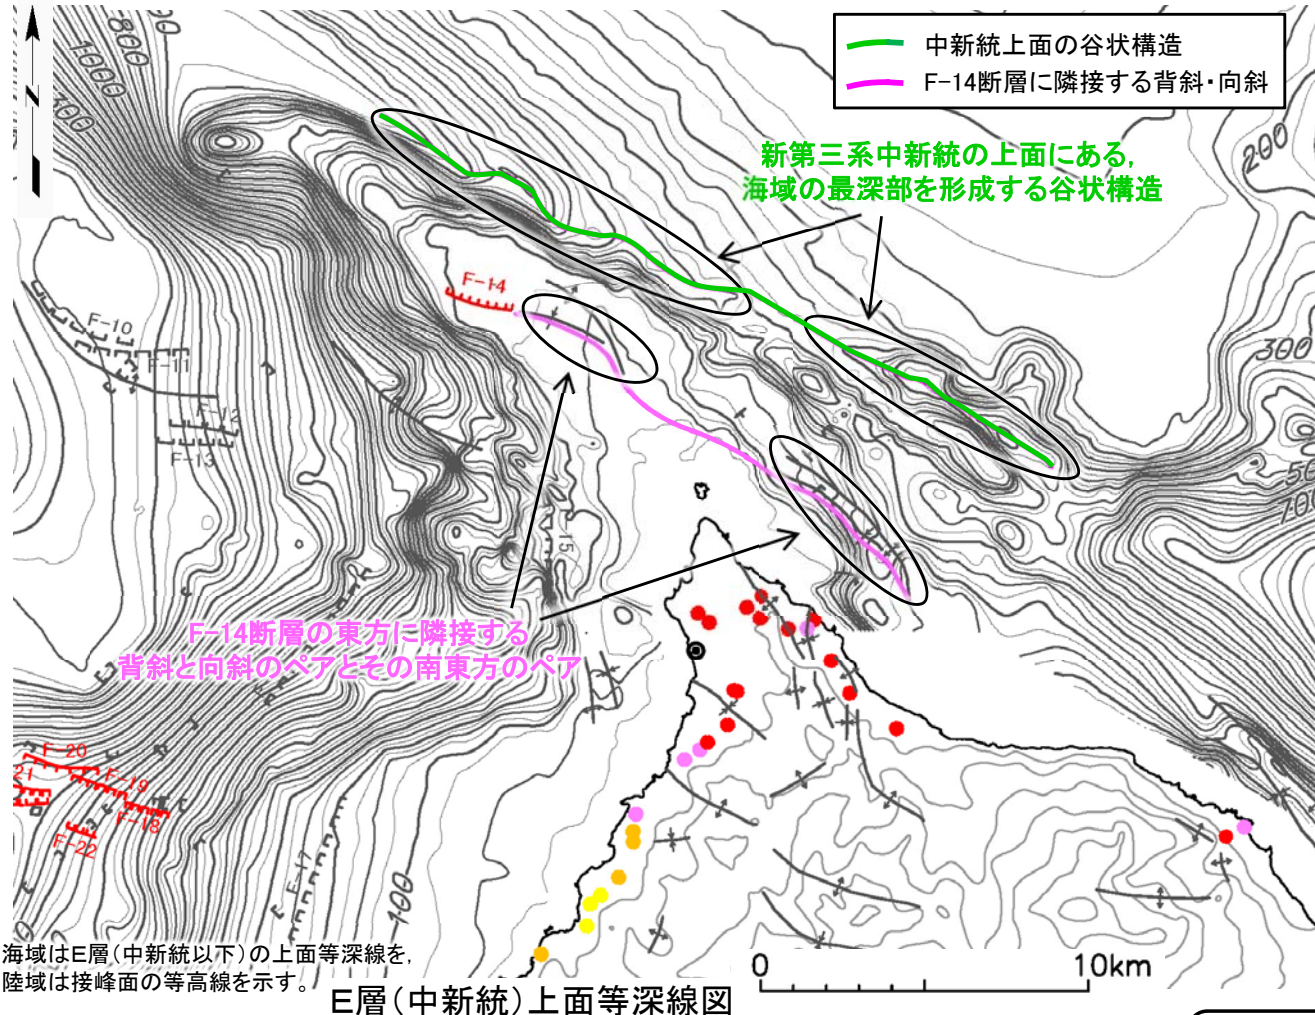 中新統上面の谷状構造
F-14断層に隣接する背斜・向斜
N
800
1000
200
新第三系中新統の上面にある,
海域の最深部を形成する谷状構造
F-14
F-10
F-11
F-12
F-13
300
F-14断層の東方に隣接する
背斜と向斜のペアとその南東方のペア
F-20
F-19
21
F-18
F-22
F-17
100
海域はE層(中新統以下)の上面等深線を,
陸域は接峰面の等高線を示す。
0 10km
E層(中新統)上面等深線図